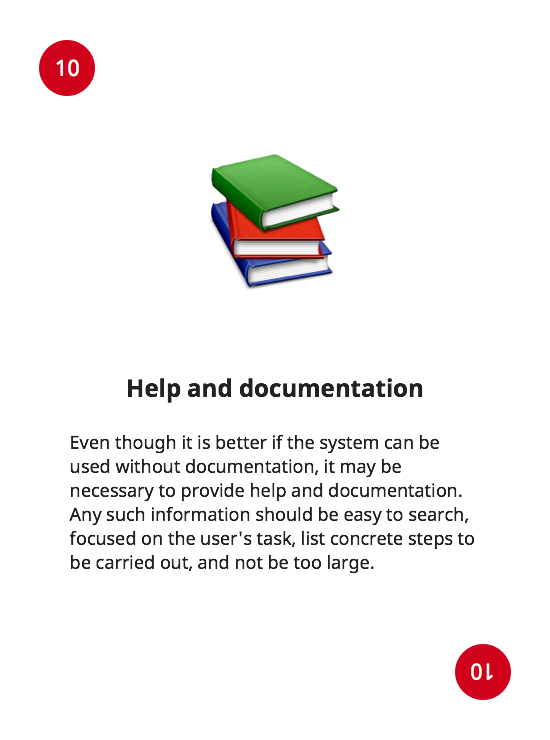 10
Help and documentation
Even though it is better if the system can be
used without documentation, it may be
necessary to provide help and documentation.
Any such information should be easy to search,
focused on the user's task, list concrete steps to
be carried out, and not be too large.
10